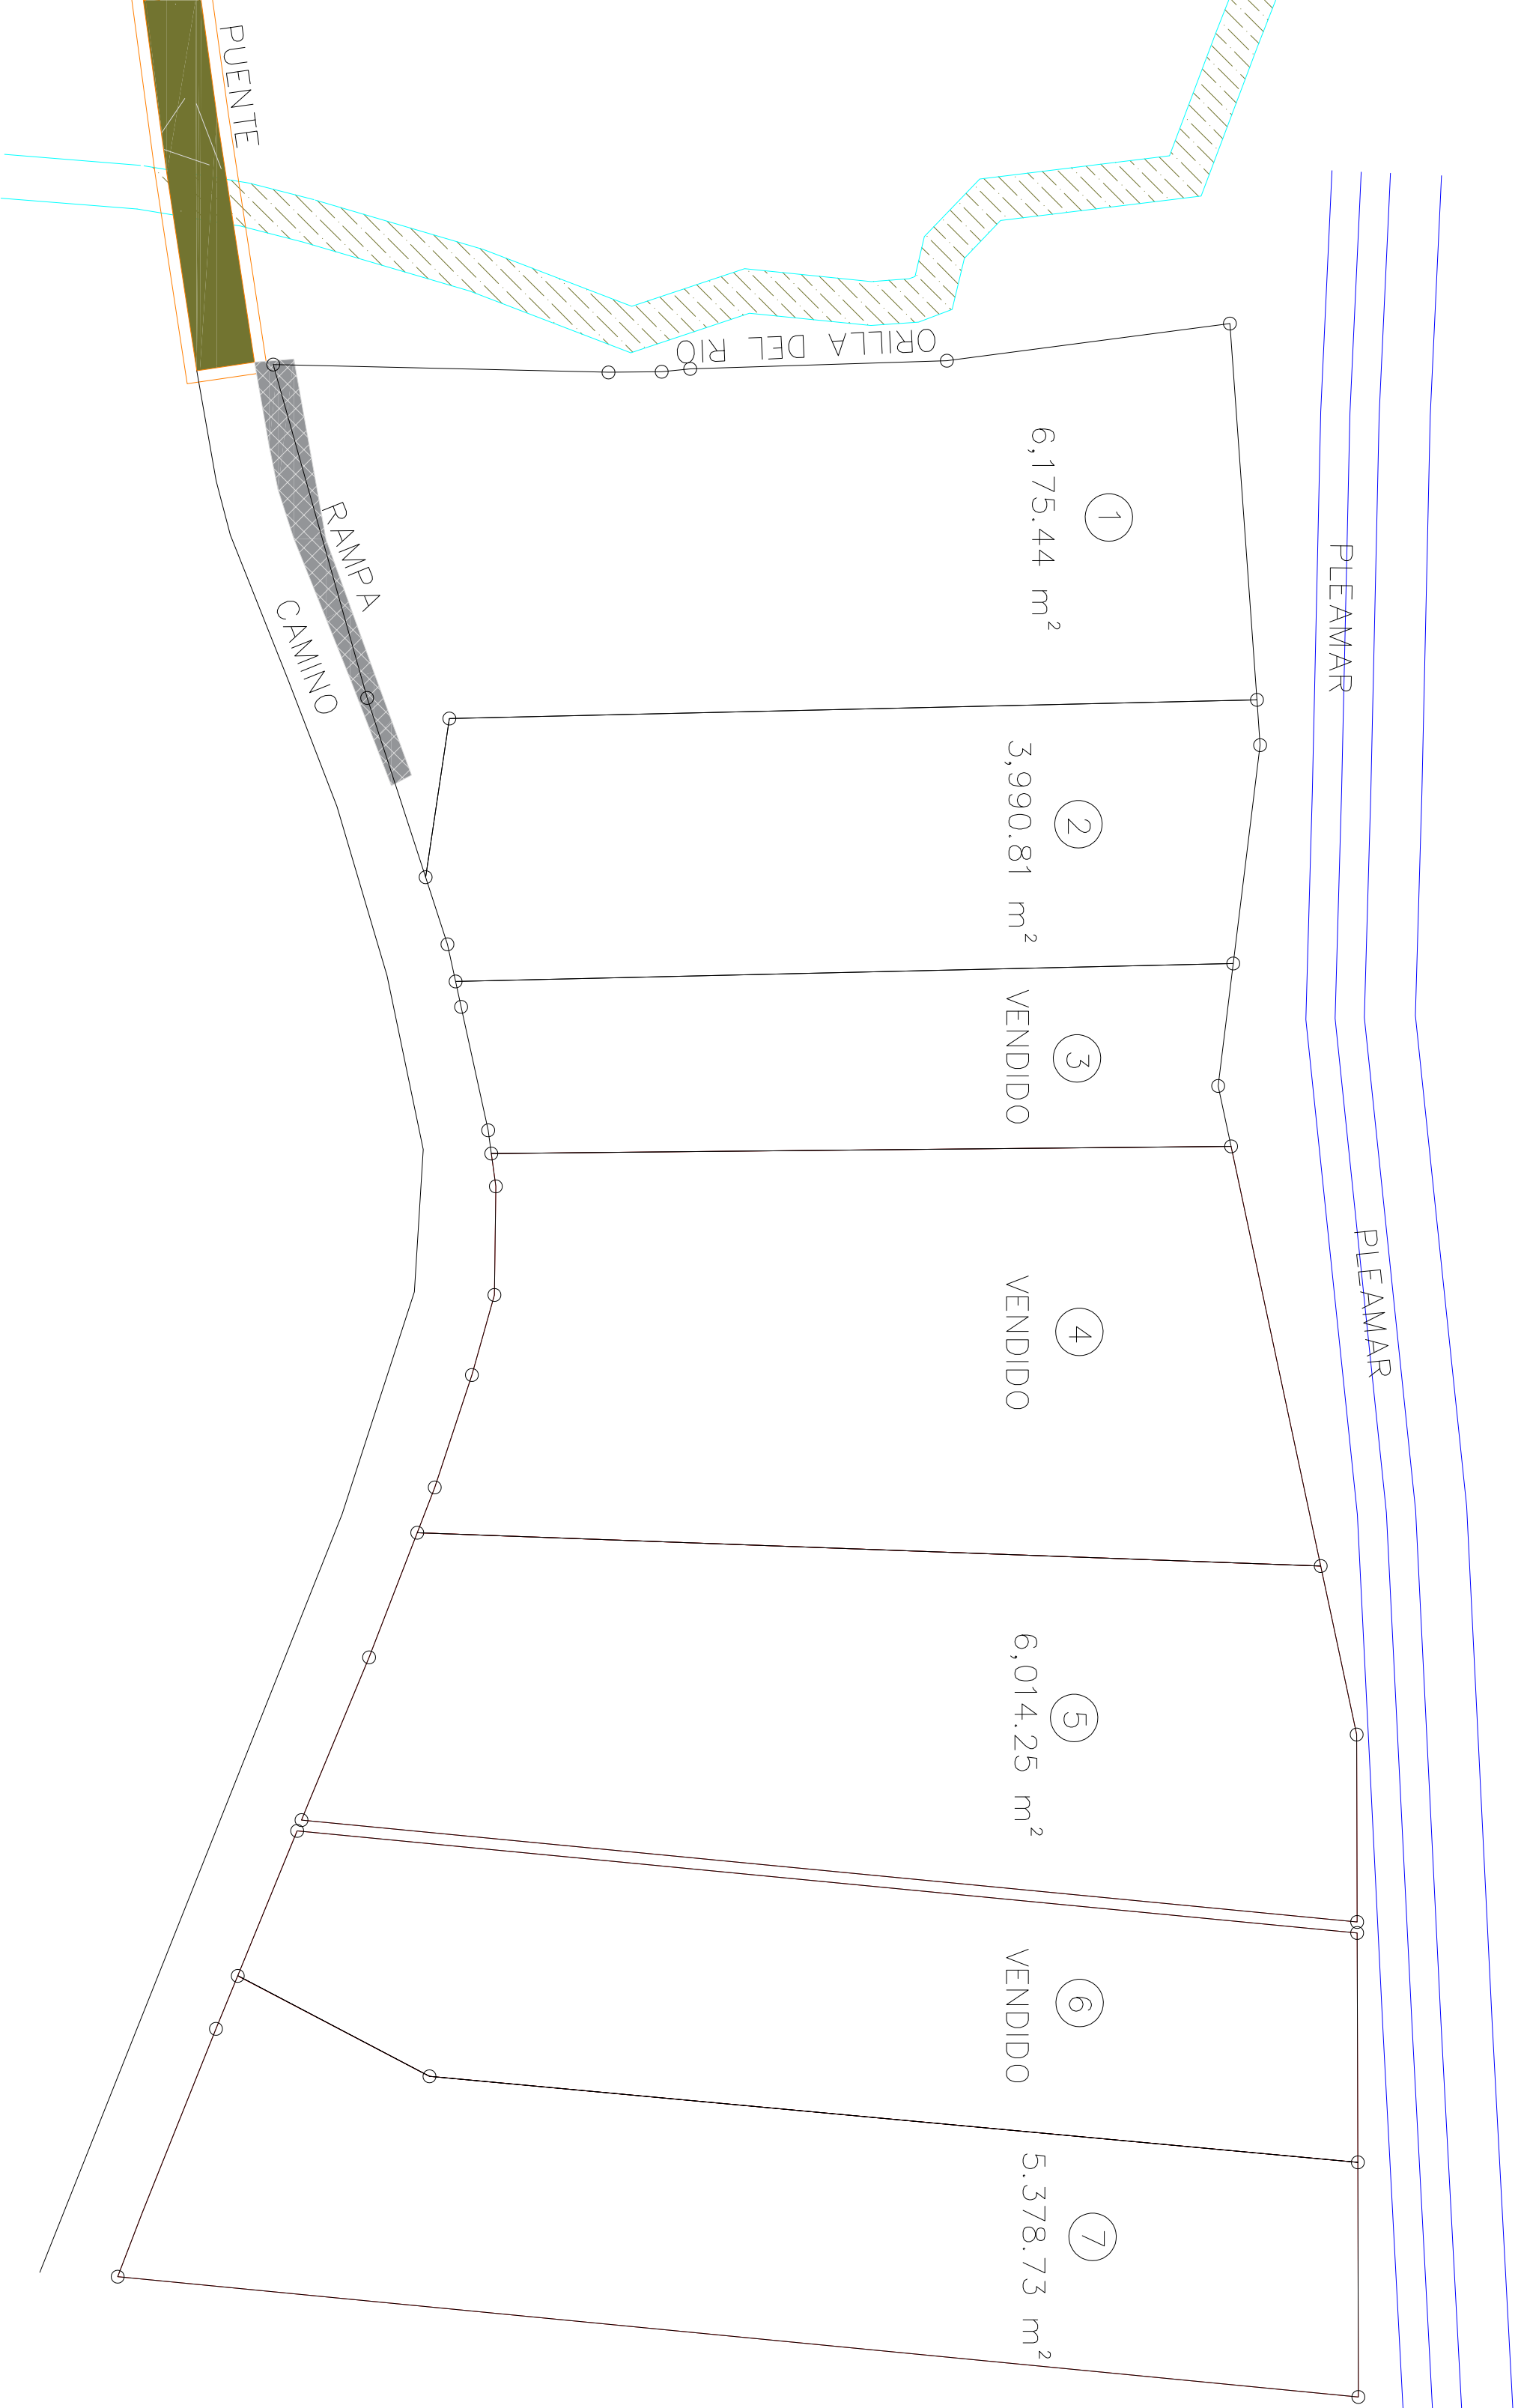 PUENTE
ORILLA DEL RIO
RAMPA
CAMINO
PLEAMAR
PLEAMAR
1
6,175.44 m²
2
3,990.81 m²
3
VENDIDO
4
VENDIDO
5
6,014.25 m²
6
VENDIDO
7
5.378.73 m²